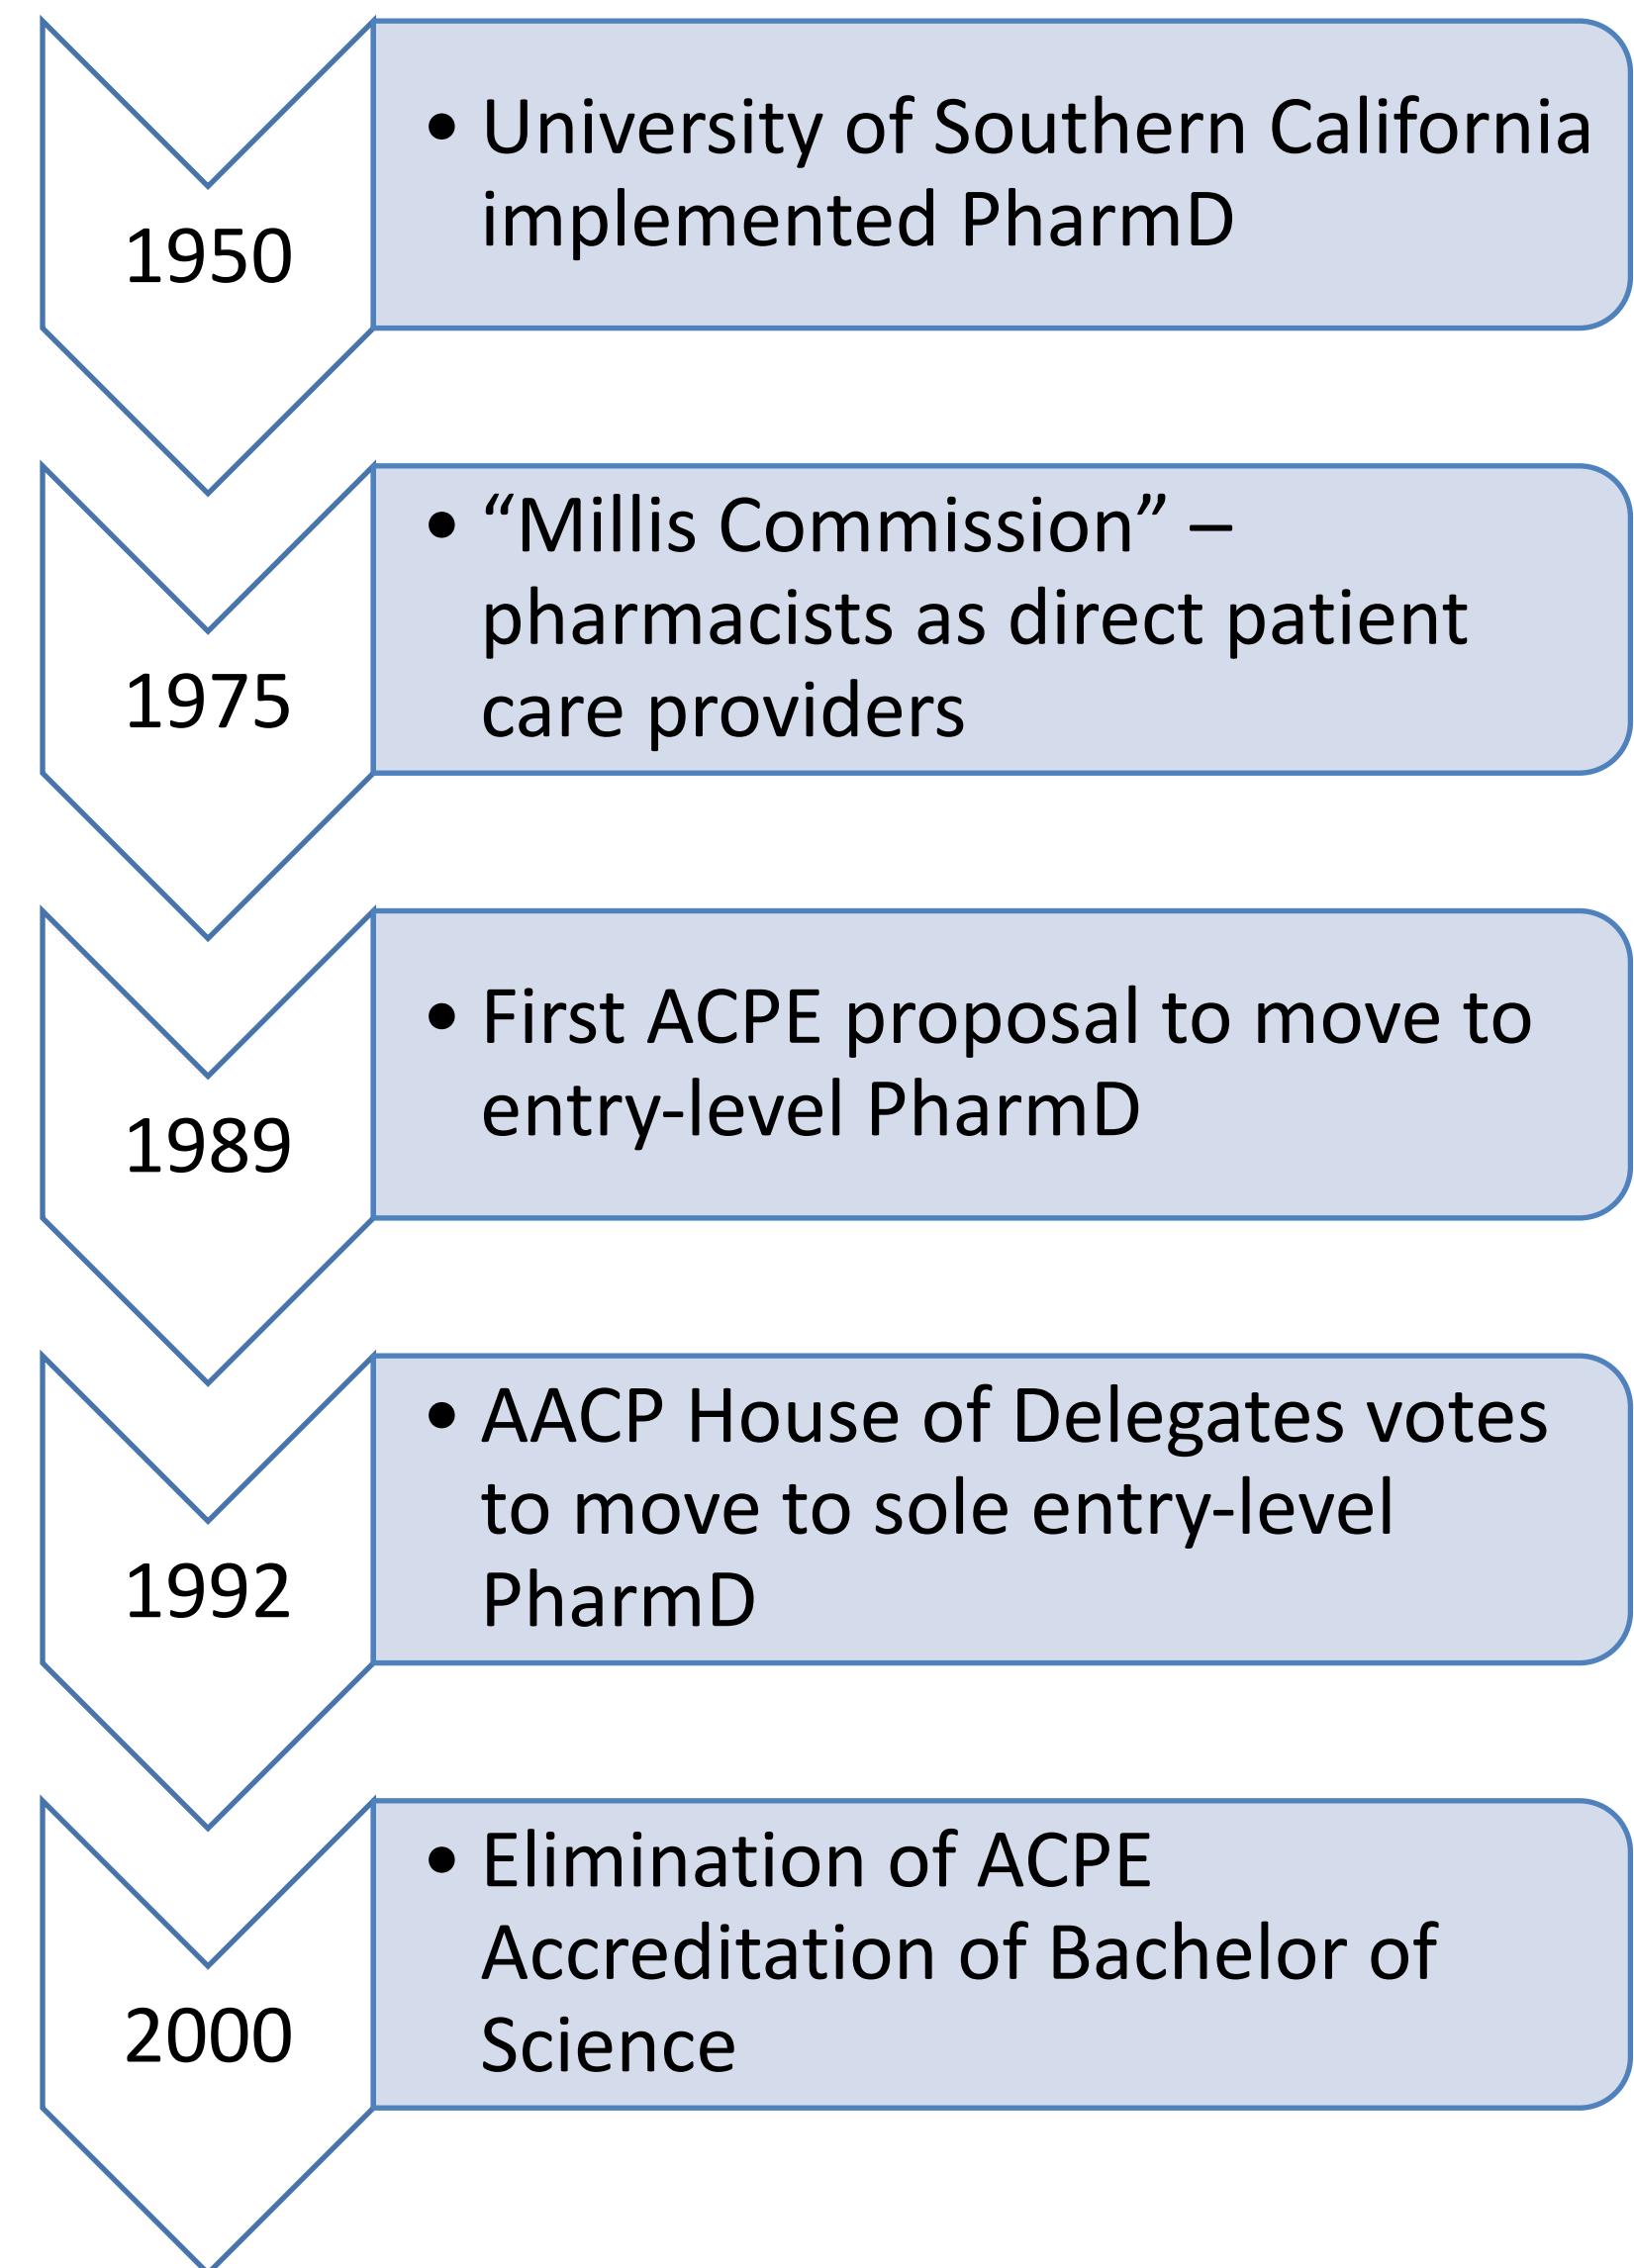 1950
• University of Southern California
implemented PharmD
1975
• “Millis Commission” –
pharmacists as direct patient
care providers
1989
• First ACPE proposal to move to
entry-level PharmD
1992
• AACP House of Delegates votes
to move to sole entry-level
PharmD
2000
• Elimination of ACPE
Accreditation of Bachelor of
Science